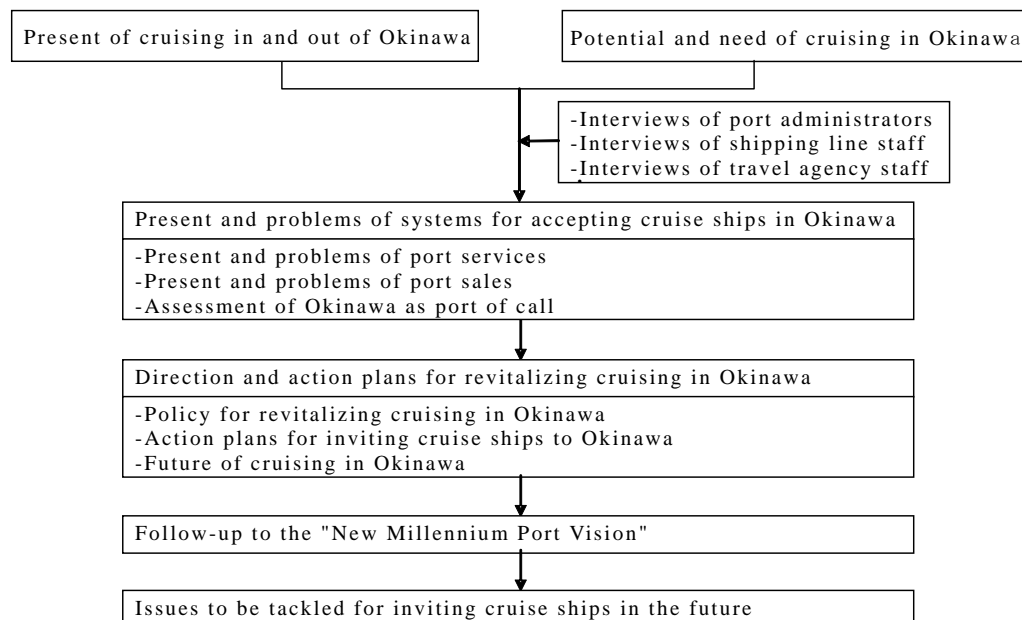 Present of cruising in and out of Okinawa
Potential and need of cruising in Okinawa
-Interviews of port administrators
-Interviews of shipping line staff
-Interviews of travel agency staff
Present and problems of systems for accepting cruise ships in Okinawa
-Present and problems of port services
-Present and problems of port sales
-Assessment of Okinawa as port of call
Direction and action plans for revitalizing cruising in Okinawa
-Policy for revitalizing cruising in Okinawa
-Action plans for inviting cruise ships to Okinawa
-Future of cruising in Okinawa
Follow-up to the "New Millennium Port Vision"
Issues to be tackled for inviting cruise ships in the future